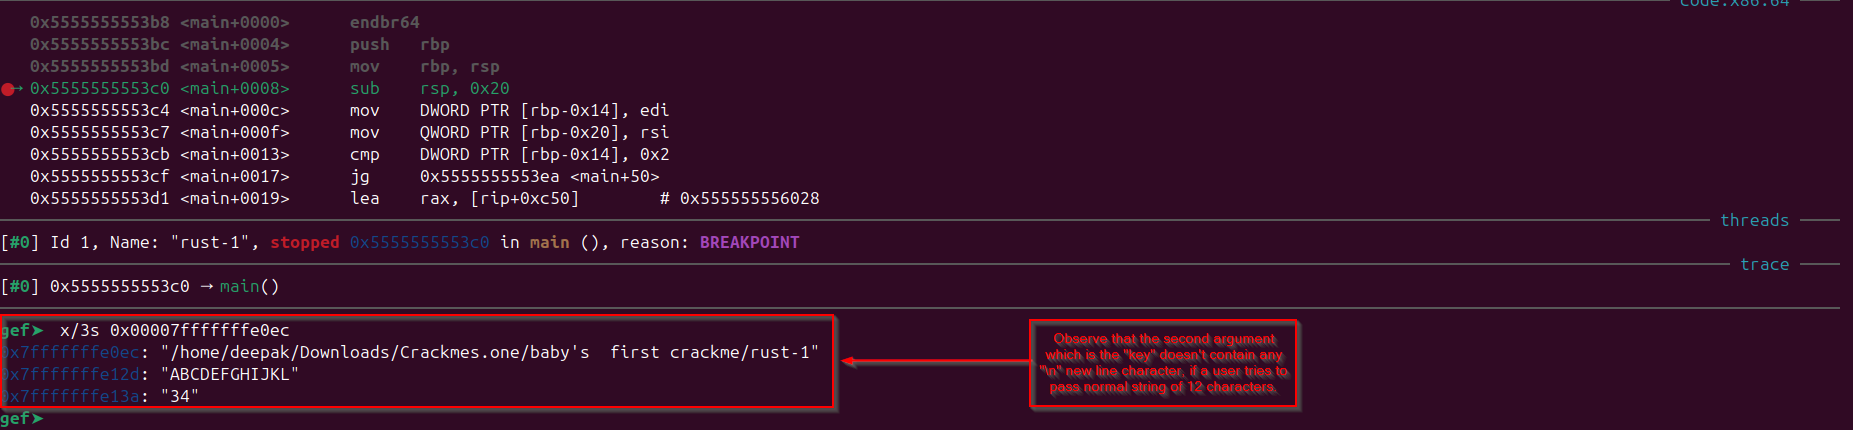 code:x86:64
0x5555555553b8 <main+0000> endbr64
0x5555555553bc <main+0004> push rbp
0x5555555553bd <main+0005> mov rbp, rsp
→ 0x5555555553c0 <main+0008> sub rsp, 0x20
0x5555555553c4 <main+000c> mov DWORD PTR [rbp-0x14], edi
0x5555555553c7 <main+000f> mov QWORD PTR [rbp-0x20], rsi
0x5555555553cb <main+0013> cmp DWORD PTR [rbp-0x14], 0x2
0x5555555553cf <main+0017> jg 0x5555555553ea <main+50>
0x5555555553d1 <main+0019> lea rax, [rip+0xc50] # 0x555555556028
threads
[#0] Id 1, Name: "rust-1", stopped 0x5555555553c0 in main (), reason: BREAKPOINT
trace
[#0] 0x5555555553c0 → main()
gef➤ x/3s 0x00007fffffffe0ec
0x7fffffffe0ec: "/home/deepak/Downloads/Crackmes.one/baby's first crackme/rust-1"
0x7fffffffe12d: "ABCDEFGHIJKL"
0x7fffffffe13a: "34"
gef➤
Observe that the second argument
which is the "key" doesn't contain any
"\n" new line character, if a user tries to
pass normal string of 12 characters.